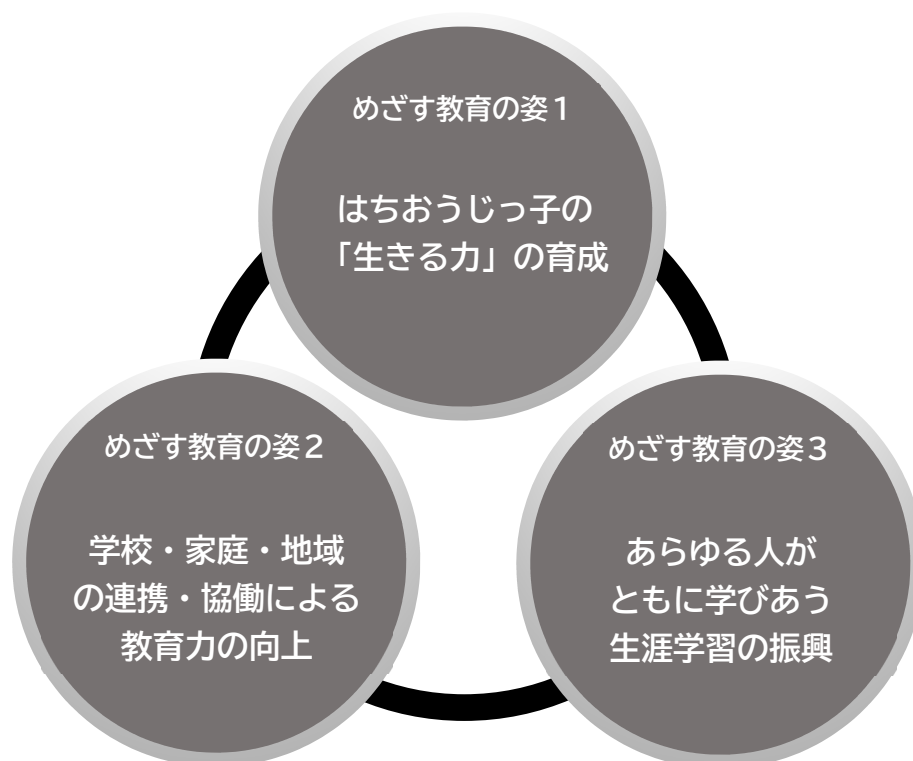 めざす教育の姿１
はちおうじっ子の
「生きる力」の育成
めざす教育の姿２
学校・家庭・地域
の連携・協働による
教育力の向上
めざす教育の姿３
あらゆる人が
ともに学びあう
生涯学習の振興